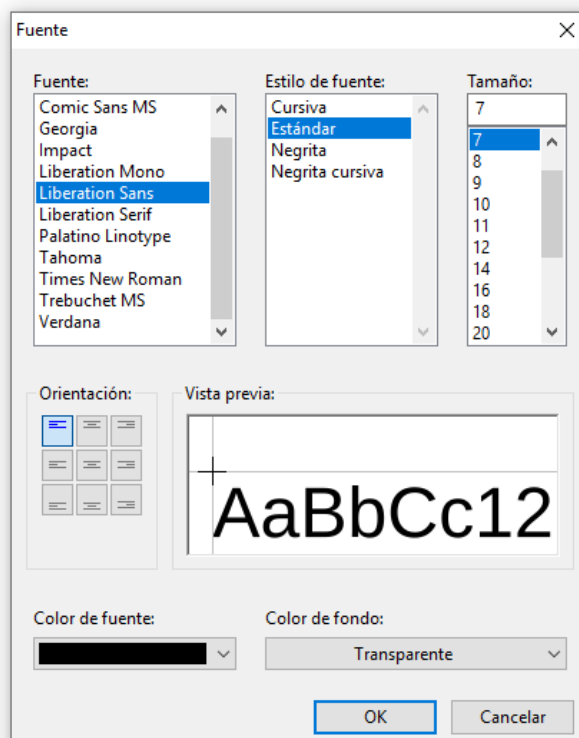 Fuente
Fuente:
Comic Sans MS
Georgia
Impact
Liberation Mono
Liberation Sans
Liberation Serif
Palatino Linotype
Tahoma
Times New Roman
Trebuchet MS
Verdana
Estilo de fuente:
Cursiva
Estándar
Negrita
Negrita cursiva
Tamaño:
7
7
8
9
10
11
12
14
16
18
20
Orientación:
Vista previa:
AaBbCc12
Color de fuente:
Color de fondo:
Transparente
OK
Cancelar